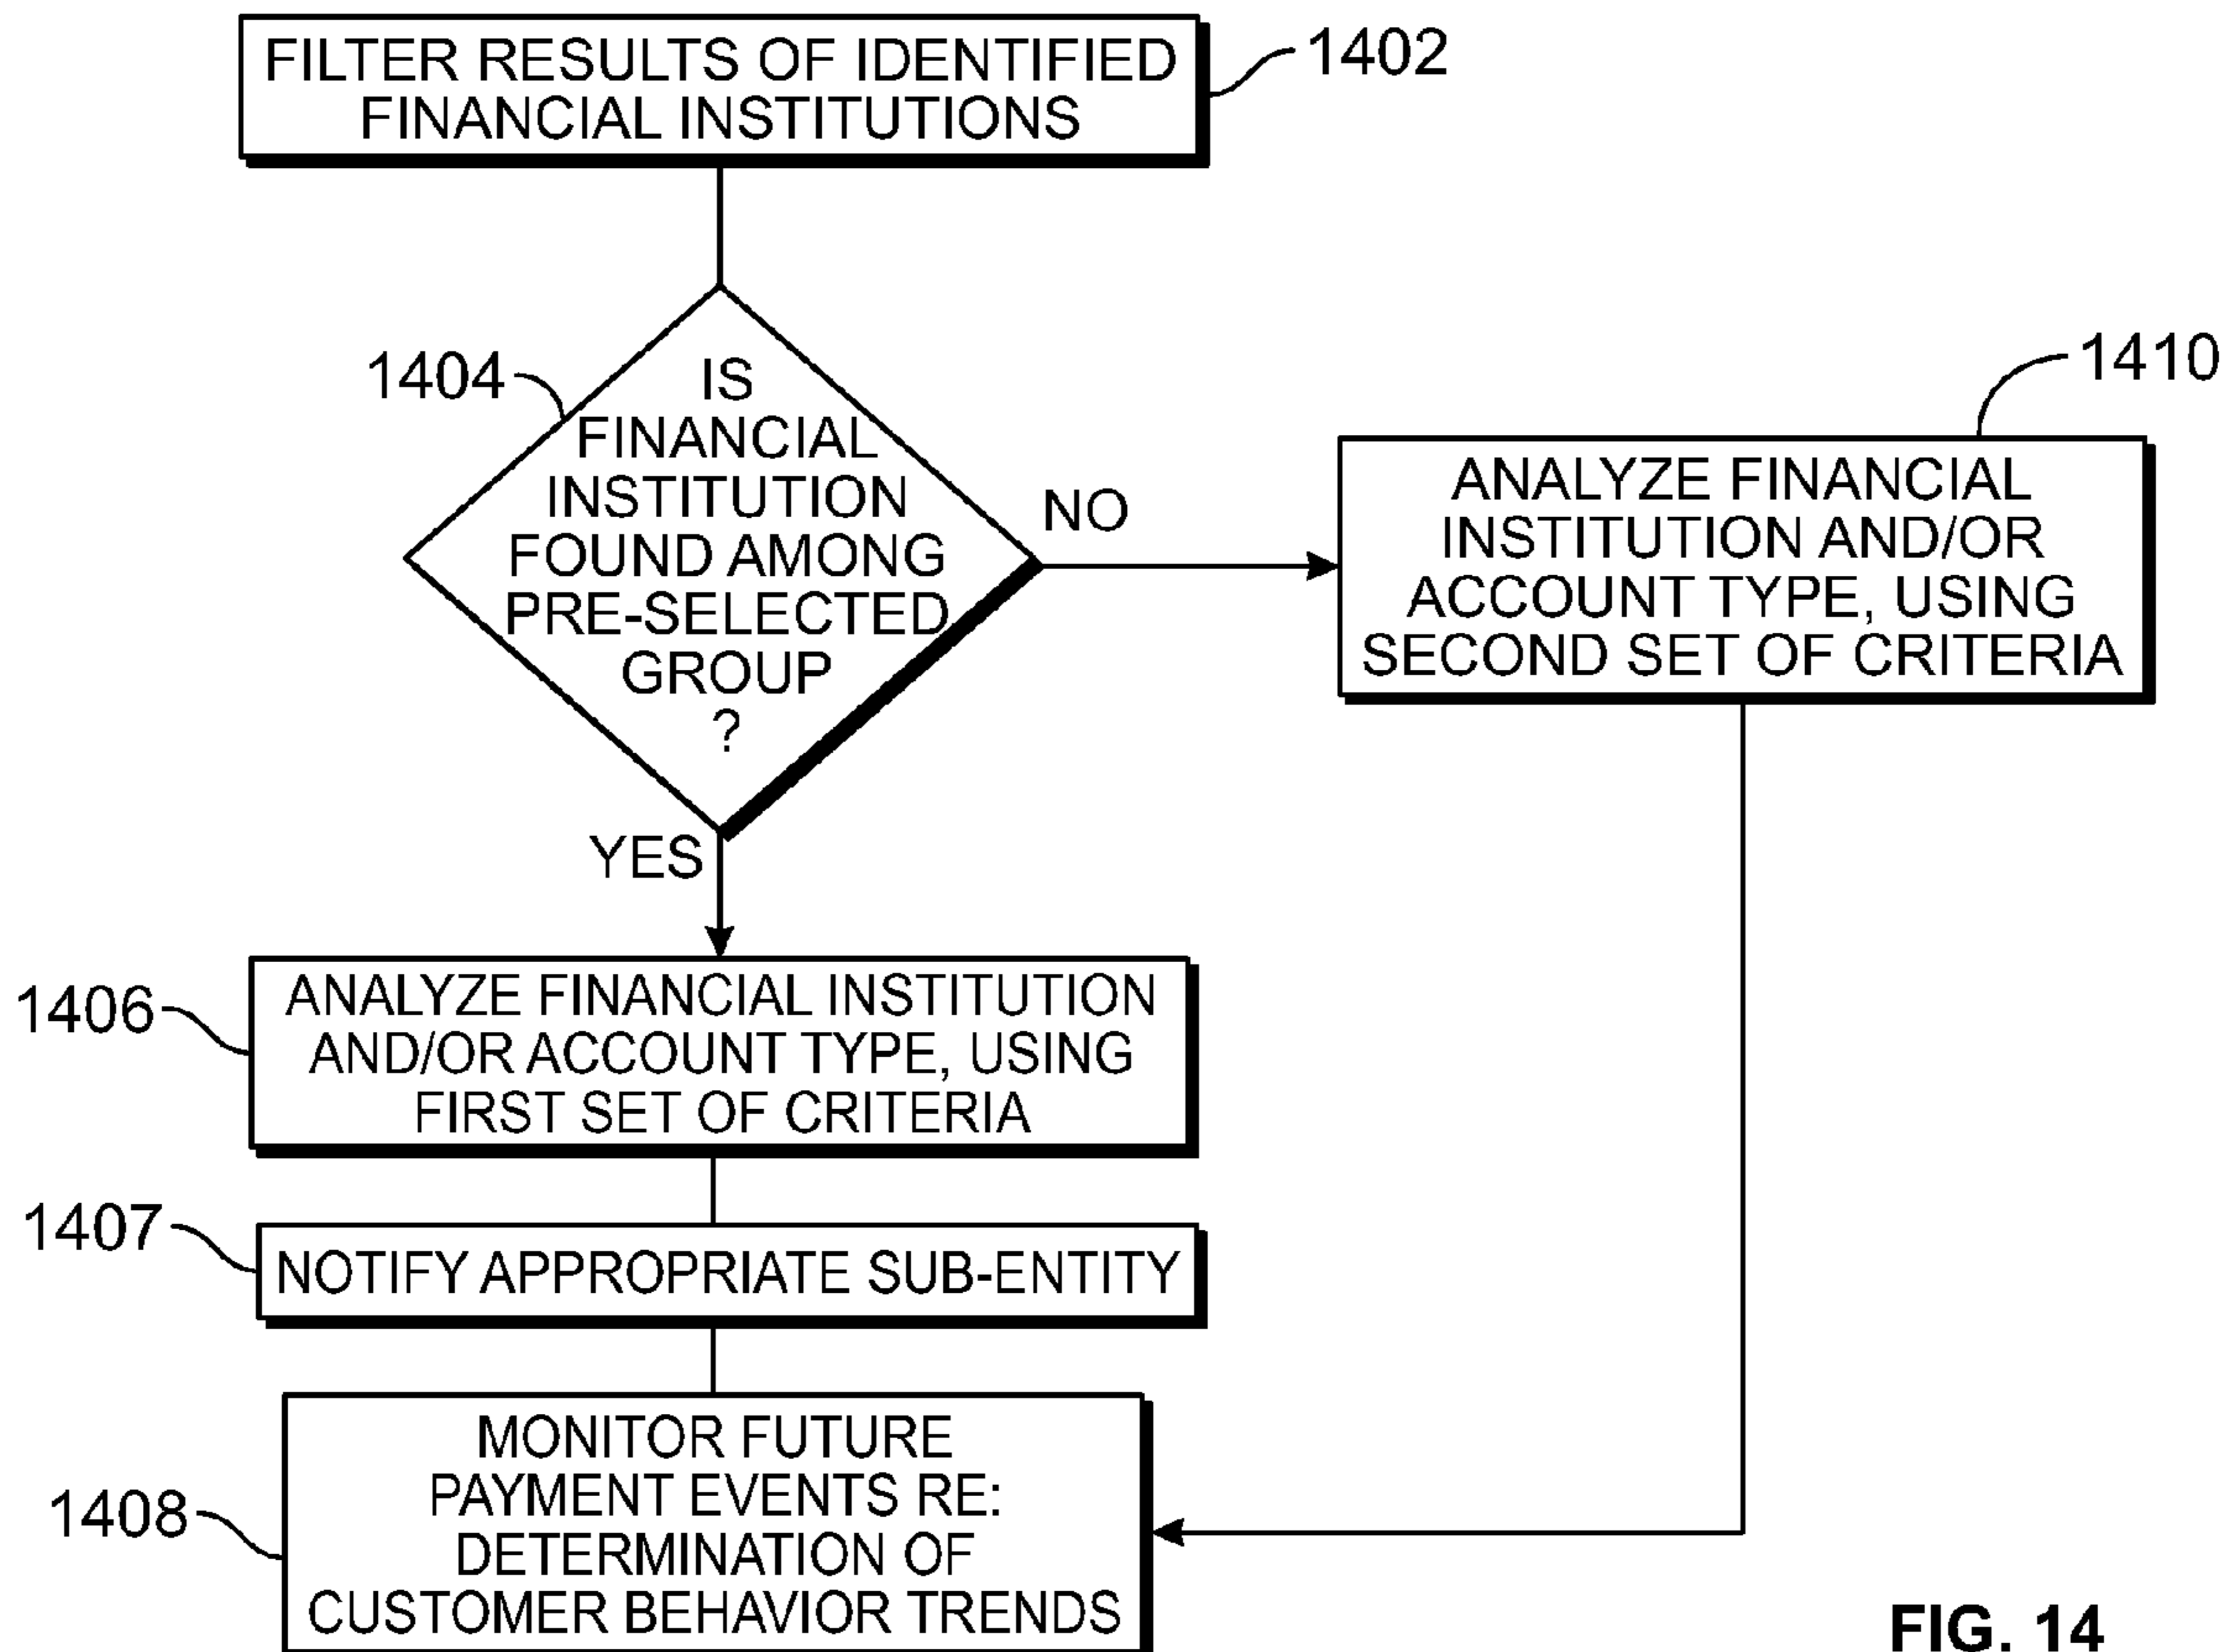 FILTER RESULTS OF IDENTIFIED
FINANCIAL INSTITUTIONS
1402
1404
IS
FINANCIAL
INSTITUTION
FOUND AMONG
PRE-SELECTED
GROUP
?
NO
1410
ANALYZE FINANCIAL
INSTITUTION AND/OR
ACCOUNT TYPE, USING
SECOND SET OF CRITERIA
YES
1406
ANALYZE FINANCIAL INSTITUTION
AND/OR ACCOUNT TYPE, USING
FIRST SET OF CRITERIA
1407
NOTIFY APPROPRIATE SUB-ENTITY
1408
MONITOR FUTURE
PAYMENT EVENTS RE:
DETERMINATION OF
CUSTOMER BEHAVIOR TRENDS
FIG. 14